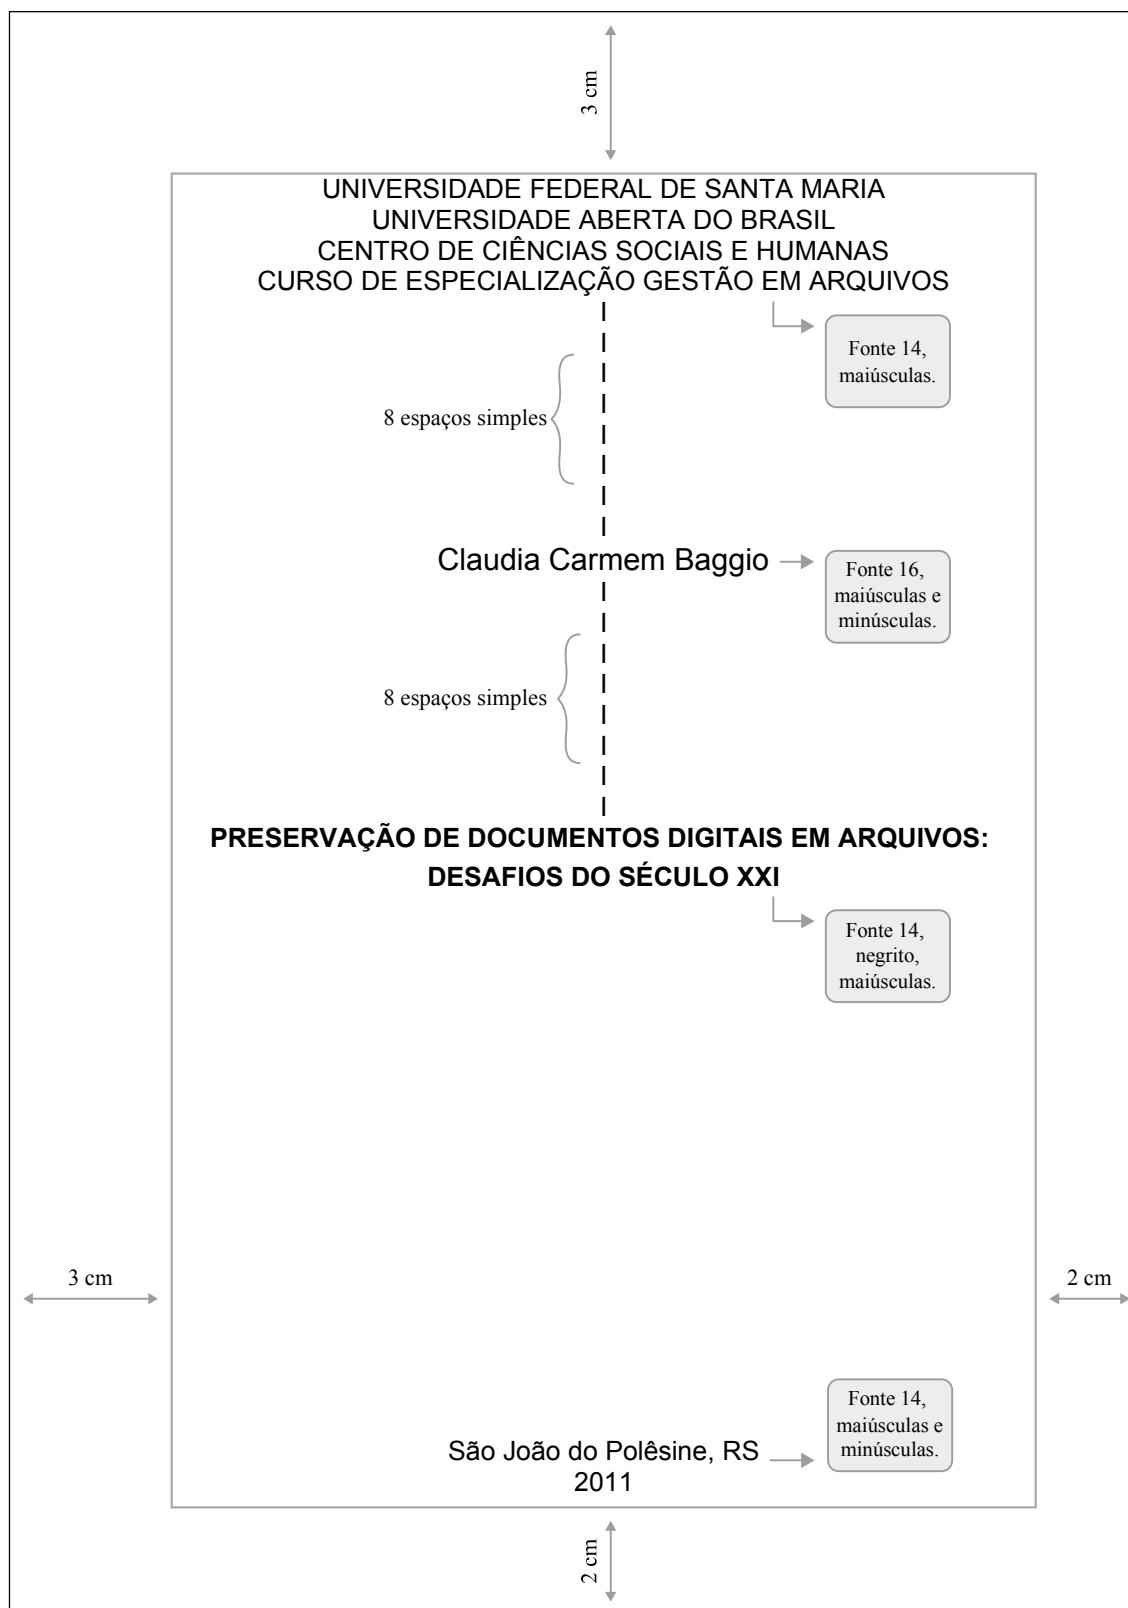 3 cm
UNIVERSIDADE FEDERAL DE SANTA MARIA
UNIVERSIDADE ABERTA DO BRASIL
CENTRO DE CIÊNCIAS SOCIAIS E HUMANAS
CURSO DE ESPECIALIZAÇÃO GESTÃO EM ARQUIVOS
Fonte 14,
maiúsculas.
8 espaços simples
Claudia Carmem Baggio
Fonte 16,
maiúsculas e
minúsculas.
8 espaços simples
PRESERVAÇÃO DE DOCUMENTOS DIGITAIS EM ARQUIVOS:
DESAFIOS DO SÉCULO XXI
Fonte 14,
negrito,
maiúsculas.
3 cm
2 cm
Fonte 14,
maiúsculas e
minúsculas.
São João do Polêsine, RS
2011
2 cm